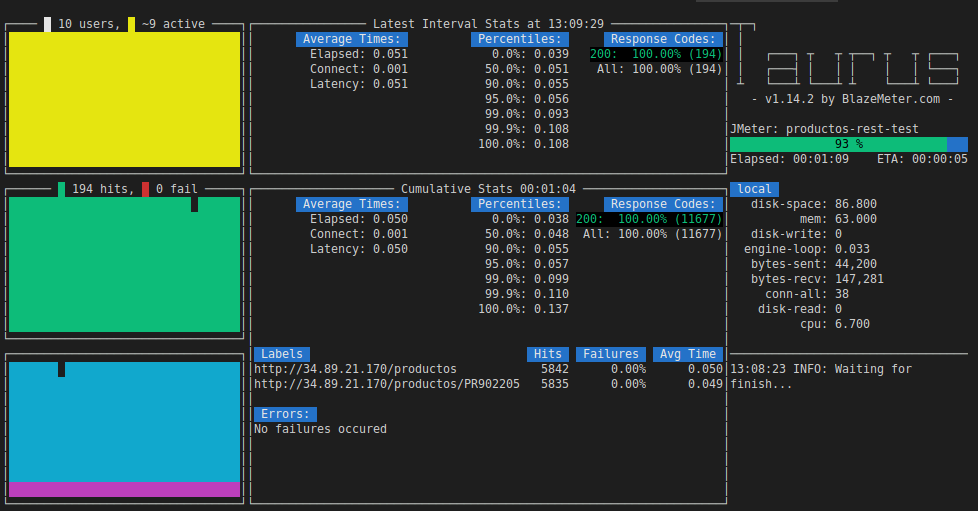 10 users, ~9 active
Latest Interval Stats at 13:09:29
Average Times:
Elapsed: 0.051
Connect: 0.001
Latency: 0.051
Percentiles:
0.0%: 0.039
50.0%: 0.051
90.0%: 0.055
95.0%: 0.056
99.0%: 0.093
99.9%: 0.108
100.0%: 0.108
Response Codes:
200: 100.00% (194)
All: 100.00% (194)
TAURUS
- v1.14.2 by BlazeMeter.com -
JMeter: productos-rest-test
93 %
Elapsed: 00:01:09 ETA: 00:00:05
194 hits, 0 fail
Cumulative Stats 00:01:04
Average Times:
Elapsed: 0.050
Connect: 0.001
Latency: 0.050
Percentiles:
0.0%: 0.038
50.0%: 0.048
90.0%: 0.055
95.0%: 0.057
99.0%: 0.099
99.9%: 0.110
100.0%: 0.137
Response Codes:
200: 100.00% (11677)
All: 100.00% (11677)
local
disk-space: 86.800
mem: 63.000
disk-write: 0
engine-loop: 0.033
bytes-sent: 44,200
bytes-recv: 147,281
conn-all: 38
disk-read: 0
cpu: 6.700
Labels Hits Failures Avg Time
http://34.89.21.170/productos 5842 0.00% 0.050
http://34.89.21.170/productos/PR902205 5835 0.00% 0.049
Errors:
No failures occured
13:08:23 INFO: Waiting for
finish...